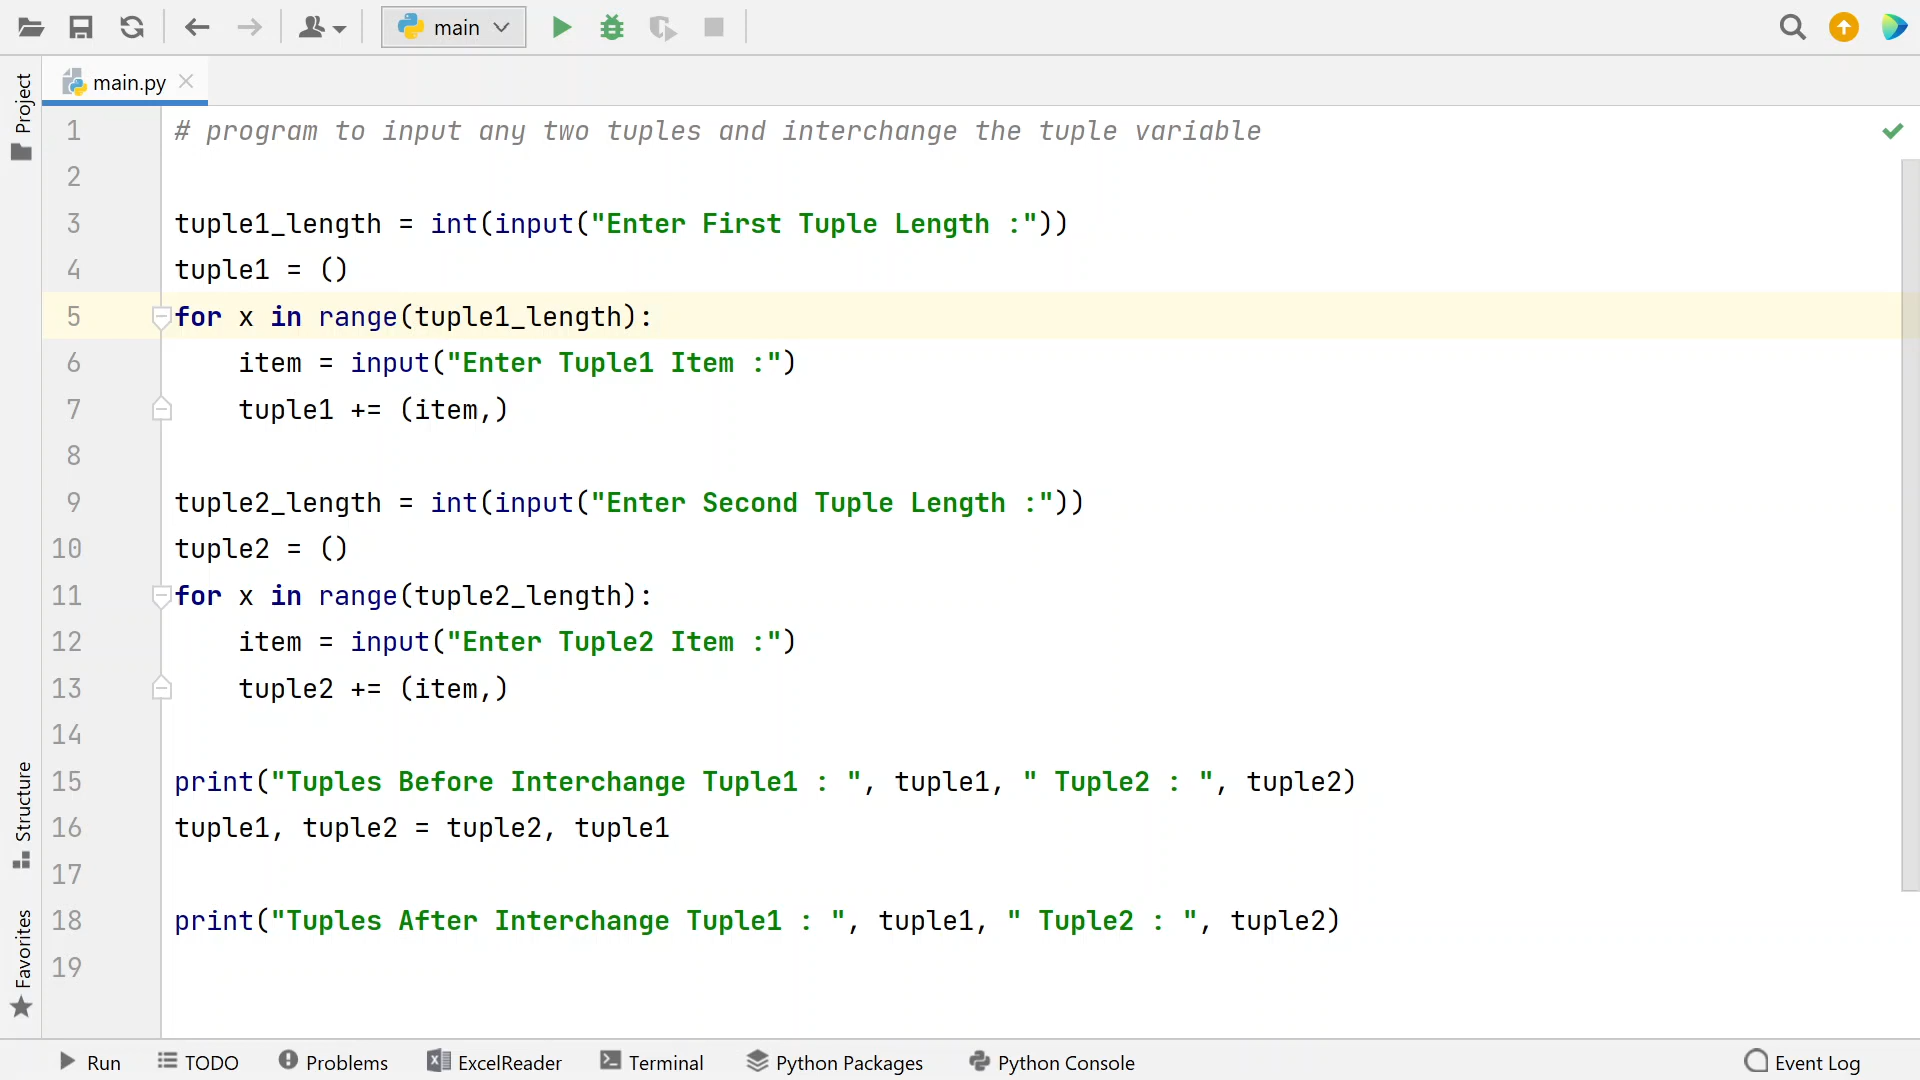 main
main.py
Project
1 # program to input any two tuples and interchange the tuple variable
2
3 tuple1_length = int(input("Enter First Tuple Length :"))
4 tuple1 = ()
5 for x in range(tuple1_length):
6     item = input("Enter Tuple1 Item :")
7     tuple1 += (item,)
8
9 tuple2_length = int(input("Enter Second Tuple Length :"))
10 tuple2 = ()
11 for x in range(tuple2_length):
12     item = input("Enter Tuple2 Item :")
13     tuple2 += (item,)
14
15 print("Tuples Before Interchange Tuple1 : ", tuple1, " Tuple2 : ", tuple2)
16 tuple1, tuple2 = tuple2, tuple1
17
18 print("Tuples After Interchange Tuple1 : ", tuple1, " Tuple2 : ", tuple2)
19
Structure
Favorites
Run TODO Problems ExcelReader Terminal Python Packages Python Console Event Log